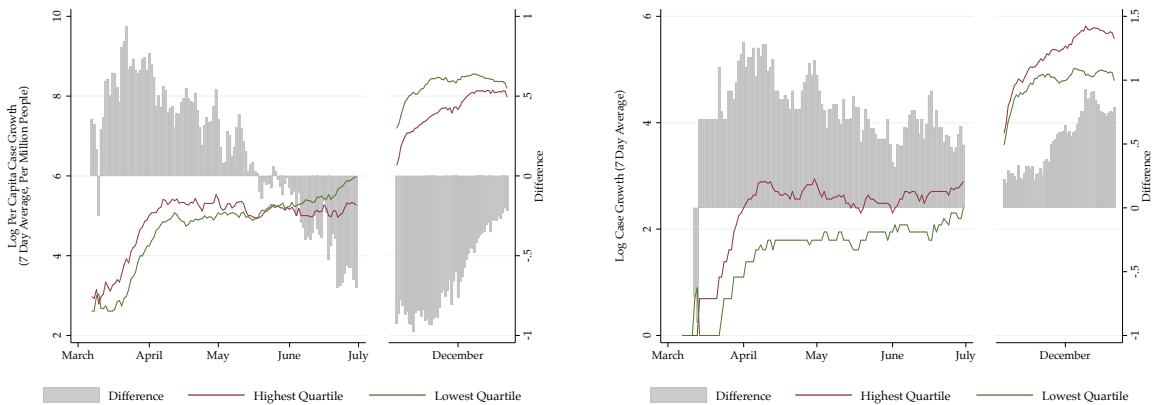 Log Per Capita Case Growth
(7 Day Average, Per Million People)
10
8
6
4
2
1
.5
0
-.5
-1
Difference
March
April
May
June
July
December
Difference
Highest Quartile
Lowest Quartile
Log Case Growth (7 Day Average)
6
4
2
0
1.5
1
.5
0
-.5
-1
Difference
March
April
May
June
July
December
Difference
Highest Quartile
Lowest Quartile